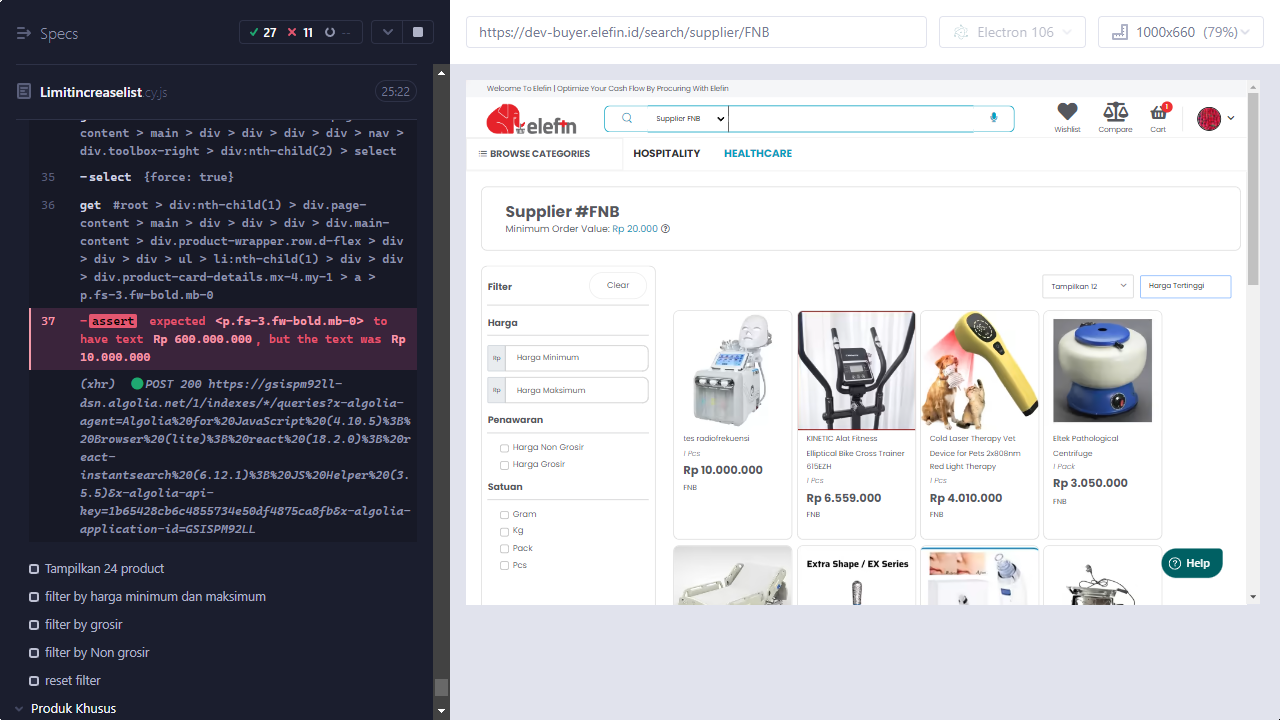 Specs
27 11 --
Limitincreaselist.cy.js 25:22
content > main > div > div > div > div > nav >
div.toolbox-right > div:nth-child(2) > select
35 -select {force: true}
36 get #root > div:nth-child(1) > div.page-
content > main > div > div > div > div.main-
content > div.product-wrapper.row.d-flex > div
> div > div > ul > li:nth-child(1) > div > div
> div.product-card-details.mx-4.my-1 > a >
p.fs-3.fw-bold.mb-0
37 -assert expected <p.fs-3.fw-bold.mb-0> to
have text Rp 600.000.000, but the text was Rp
10.000.000
(xhr) POST 200 https://gsispm92ll-
dsn.algolia.net/1/indexes/*/queries?x-algolia-
agent=Algolia%20for%20JavaScript%20(4.10.5)%3B%
20Browser%20(lite)%3B%20react%20(18.2.0)%3B%20r
eact-
instantsearch%20(6.12.1)%3B%20JS%20Helper%20(3.
5.5)&x-algolia-api-
key=1b65428cb6c4855734e50df4875ca8fb&x-algolia-
application-id=GSISPM92LL
Tampilkan 24 product
filter by harga minimum dan maksimum
filter by grosir
filter by Non grosir
reset filter
Produk Khusus
https://dev-buyer.elefin.id/search/supplier/FNB
Electron 106
1000x660 (79%)
Welcome To Elefin | Optimize Your Cash Flow By Procuring With Elefin
elefin
Supplier FNB
Wishlist
Compare
1
Cart
BROWSE CATEGORIES
HOSPITALITY
HEALTHCARE
Supplier #FNB
Minimum Order Value: Rp 20.000
Filter
Clear
Harga
Rp Harga Minimum
Rp Harga Maksimum
Penawaran
Harga Non Grosir
Harga Grosir
Satuan
Gram
Kg
Pack
Pcs
Tampilkan 12
Harga Tertinggi
tes radiofrekuensi
1 Pcs
Rp 10.000.000
FNB
KINETIC Alat Fitness
Elliptical Bike Cross Trainer
615EZH
1 Pcs
Rp 6.559.000
FNB
Cold Laser Therapy Vet
Device for Pets 2x808nm
Red Light Therapy
1 Pcs
Rp 4.010.000
FNB
Eltek Pathological
Centrifuge
1 Pack
Rp 3.050.000
FNB
Extra Shape / EX Series
Help